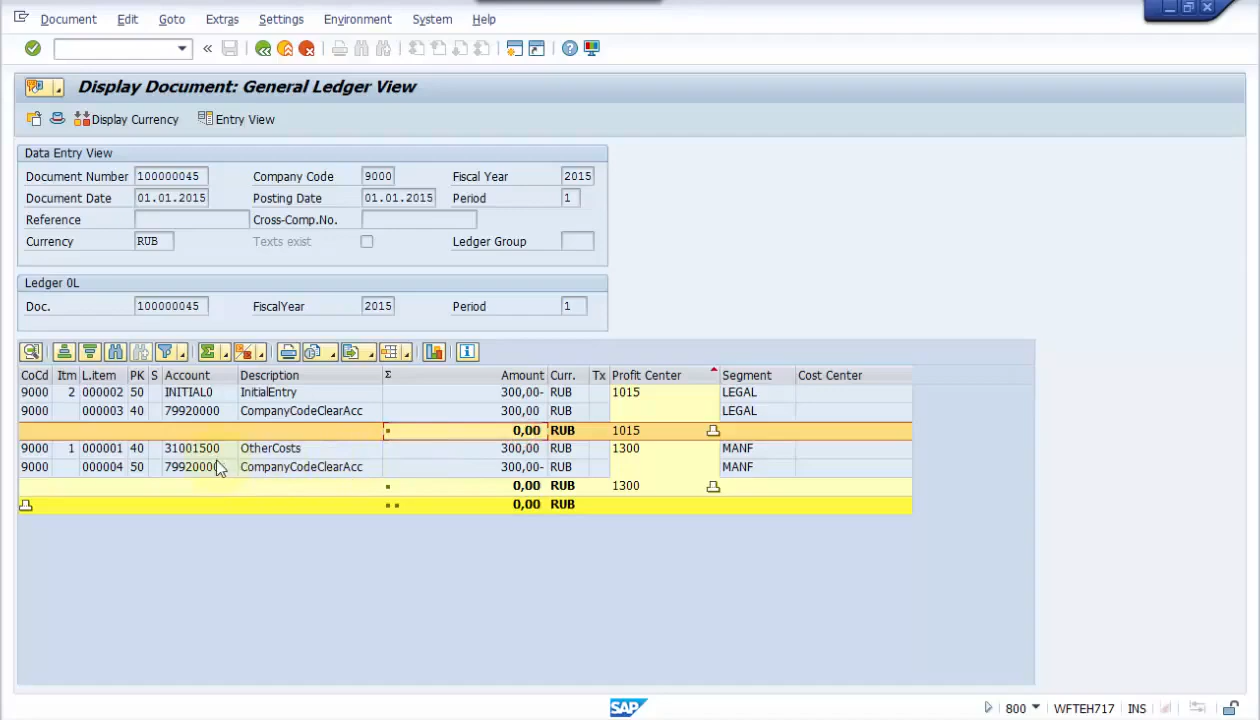 Document Edit Goto Extras Settings Environment System Help
Display Document: General Ledger View
Display Currency Entry View
Data Entry View
Document Number 100000045 Company Code 9000 Fiscal Year 2015
Document Date 01.01.2015 Posting Date 01.01.2015 Period 1
Reference Cross-Comp.No.
Currency RUB Texts exist Ledger Group
Ledger 0L
Doc. 100000045 FiscalYear 2015 Period 1
CoCd Itm L.item PK S Account Description Σ Amount Curr. Tx Profit Center Segment Cost Center
9000 2 000002 50 INITIAL0 InitialEntry 300,00- RUB 1015 LEGAL
9000 000003 40 79920000 CompanyCodeClearAcc 300,00 RUB LEGAL
0,00 RUB 1015
9000 1 000001 40 31001500 OtherCosts 300,00 RUB 1300 MANF
9000 000004 50 79920000 CompanyCodeClearAcc 300,00- RUB MANF
0,00 RUB 1300
0,00 RUB
SAP 800 WFTEH717 INS